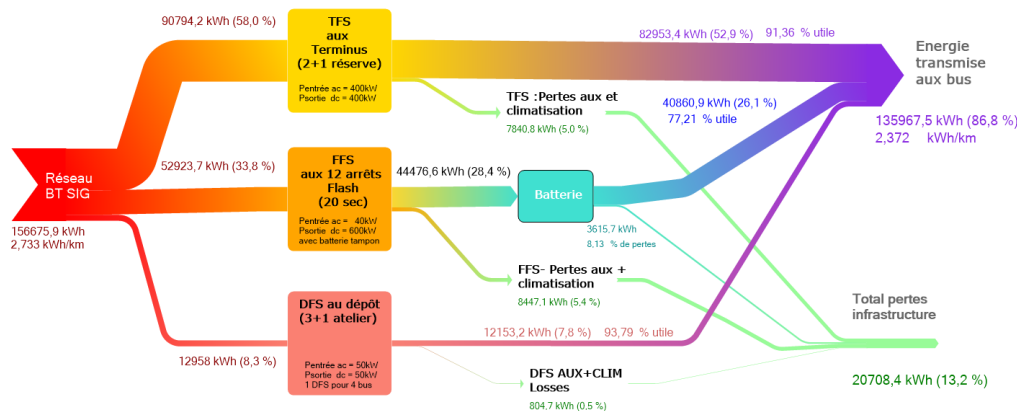 90794,2 kWh (58,0 %)
TFS
aux
Terminus
(2+1 réserve)
Pentrée ac = 400kW
Psortie dc = 400kW
82953,4 kWh (52,9 %) 91,36 % utile
Energie
transmise
aux bus
TFS :Pertes aux et
climatisation
7840,8 kWh (5,0 %)
40860,9 kWh (26,1 %)
77,21 % utile
135967,5 kWh (86,8 %)
2,372 kWh/km
Réseau
BT SIG
156675,9 kWh
2,733 kWh/km
52923,7 kWh (33,8 %)
FFS
aux 12 arrêts
Flash
(20 sec)
Pentrée ac = 40kW
Psortie dc = 600kW
avec batterie tampon
44476,6 kWh (28,4 %)
Batterie
3615,7 kWh
8,13 % de pertes
FFS- Pertes aux +
climatisation
8447,1 kWh (5,4 %)
12958 kWh (8,3 %)
DFS au dépôt
(3+1 atelier)
Pentrée ac = 50kW
Psortie dc = 50kW
1 DFS pour 4 bus
12153,2 kWh (7,8 %) 93,79 % utile
DFS AUX+CLIM
Losses
804,7 kWh (0,5 %)
Total pertes
infrastructure
20708,4 kWh (13,2 %)